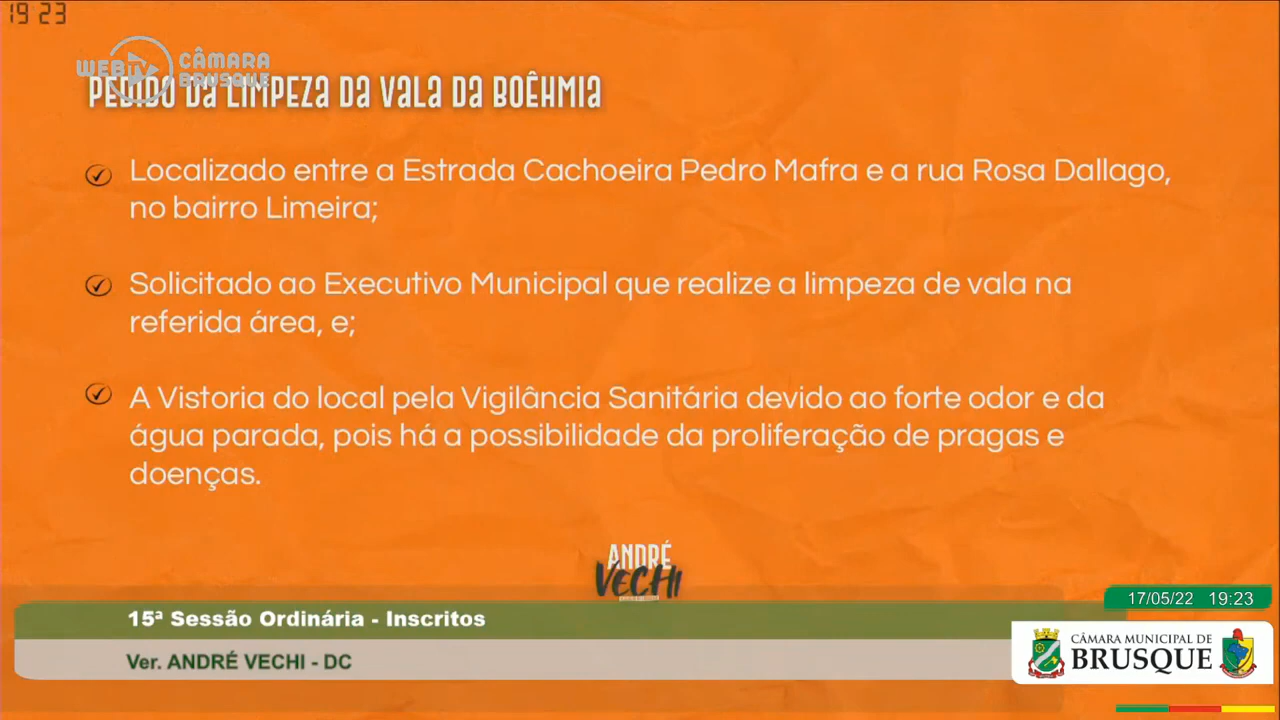 19 23
WEB TV CÂMARA
BRUSQUE
PEDIDO DA LIMPEZA DA VALA DA BOÊHMIA
Localizado entre a Estrada Cachoeira Pedro Mafra e a rua Rosa Dallago,
no bairro Limeira;
Solicitado ao Executivo Municipal que realize a limpeza de vala na
referida área, e;
A Vistoria do local pela Vigilância Sanitária devido ao forte odor e da
água parada, pois há a possibilidade da proliferação de pragas e
doenças.
ANDRÉ
VECHI
15ª Sessão Ordinária - Inscritos
17/05/22 19:23
Ver. ANDRÉ VECHI - DC
CÂMARA MUNICIPAL DE
BRUSQUE